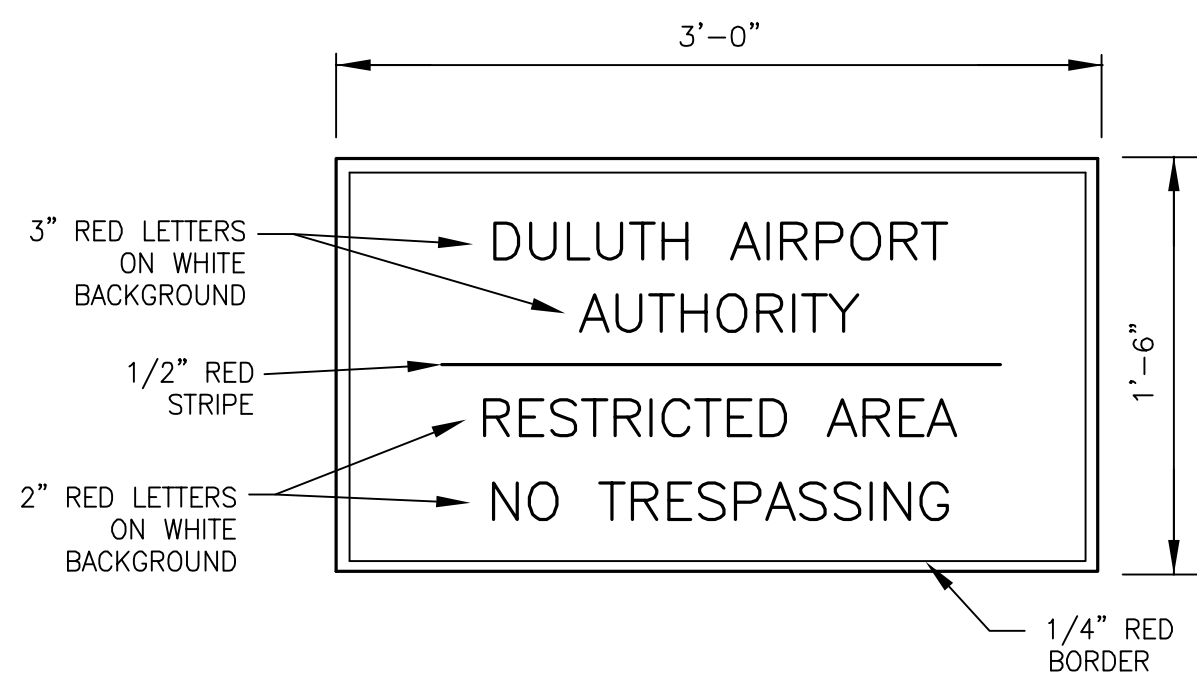 3'-0"
DULUTH AIRPORT
AUTHORITY
RESTRICTED AREA
NO TRESPASSING
3" RED LETTERS
ON WHITE
BACKGROUND
1/2" RED
STRIPE
2" RED LETTERS
ON WHITE
BACKGROUND
1'-6"
1/4" RED
BORDER